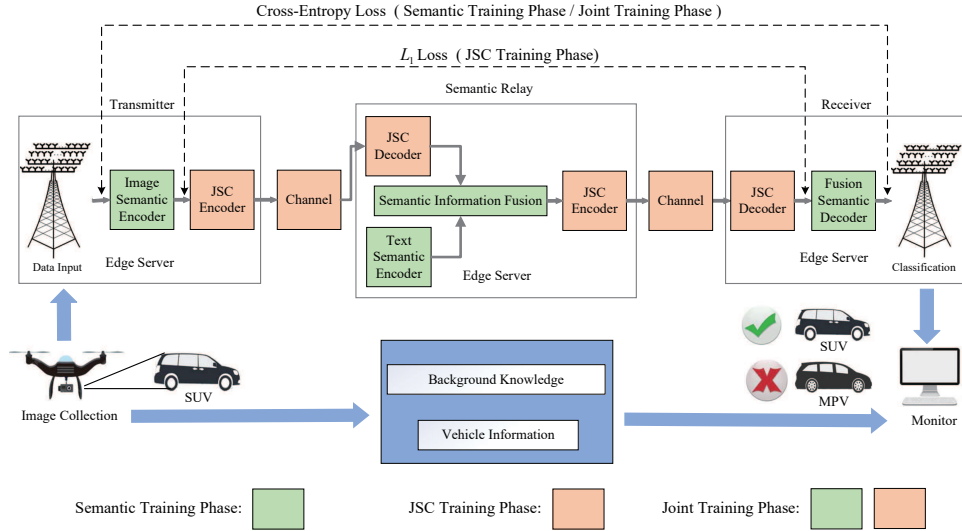 Cross-Entropy Loss ( Semantic Training Phase / Joint Training Phase )
L1 Loss ( JSC Training Phase)
Transmitter
Semantic Relay
Receiver
Image
Semantic
Encoder
JSC
Encoder
Channel
JSC
Decoder
Semantic Information Fusion
Text
Semantic
Encoder
JSC
Encoder
Channel
JSC
Decoder
Fusion
Semantic
Decoder
Data Input
Edge Server
Edge Server
Edge Server
Classification
SUV
Image Collection
Background Knowledge
Vehicle Information
SUV
MPV
Monitor
Semantic Training Phase:
JSC Training Phase:
Joint Training Phase: